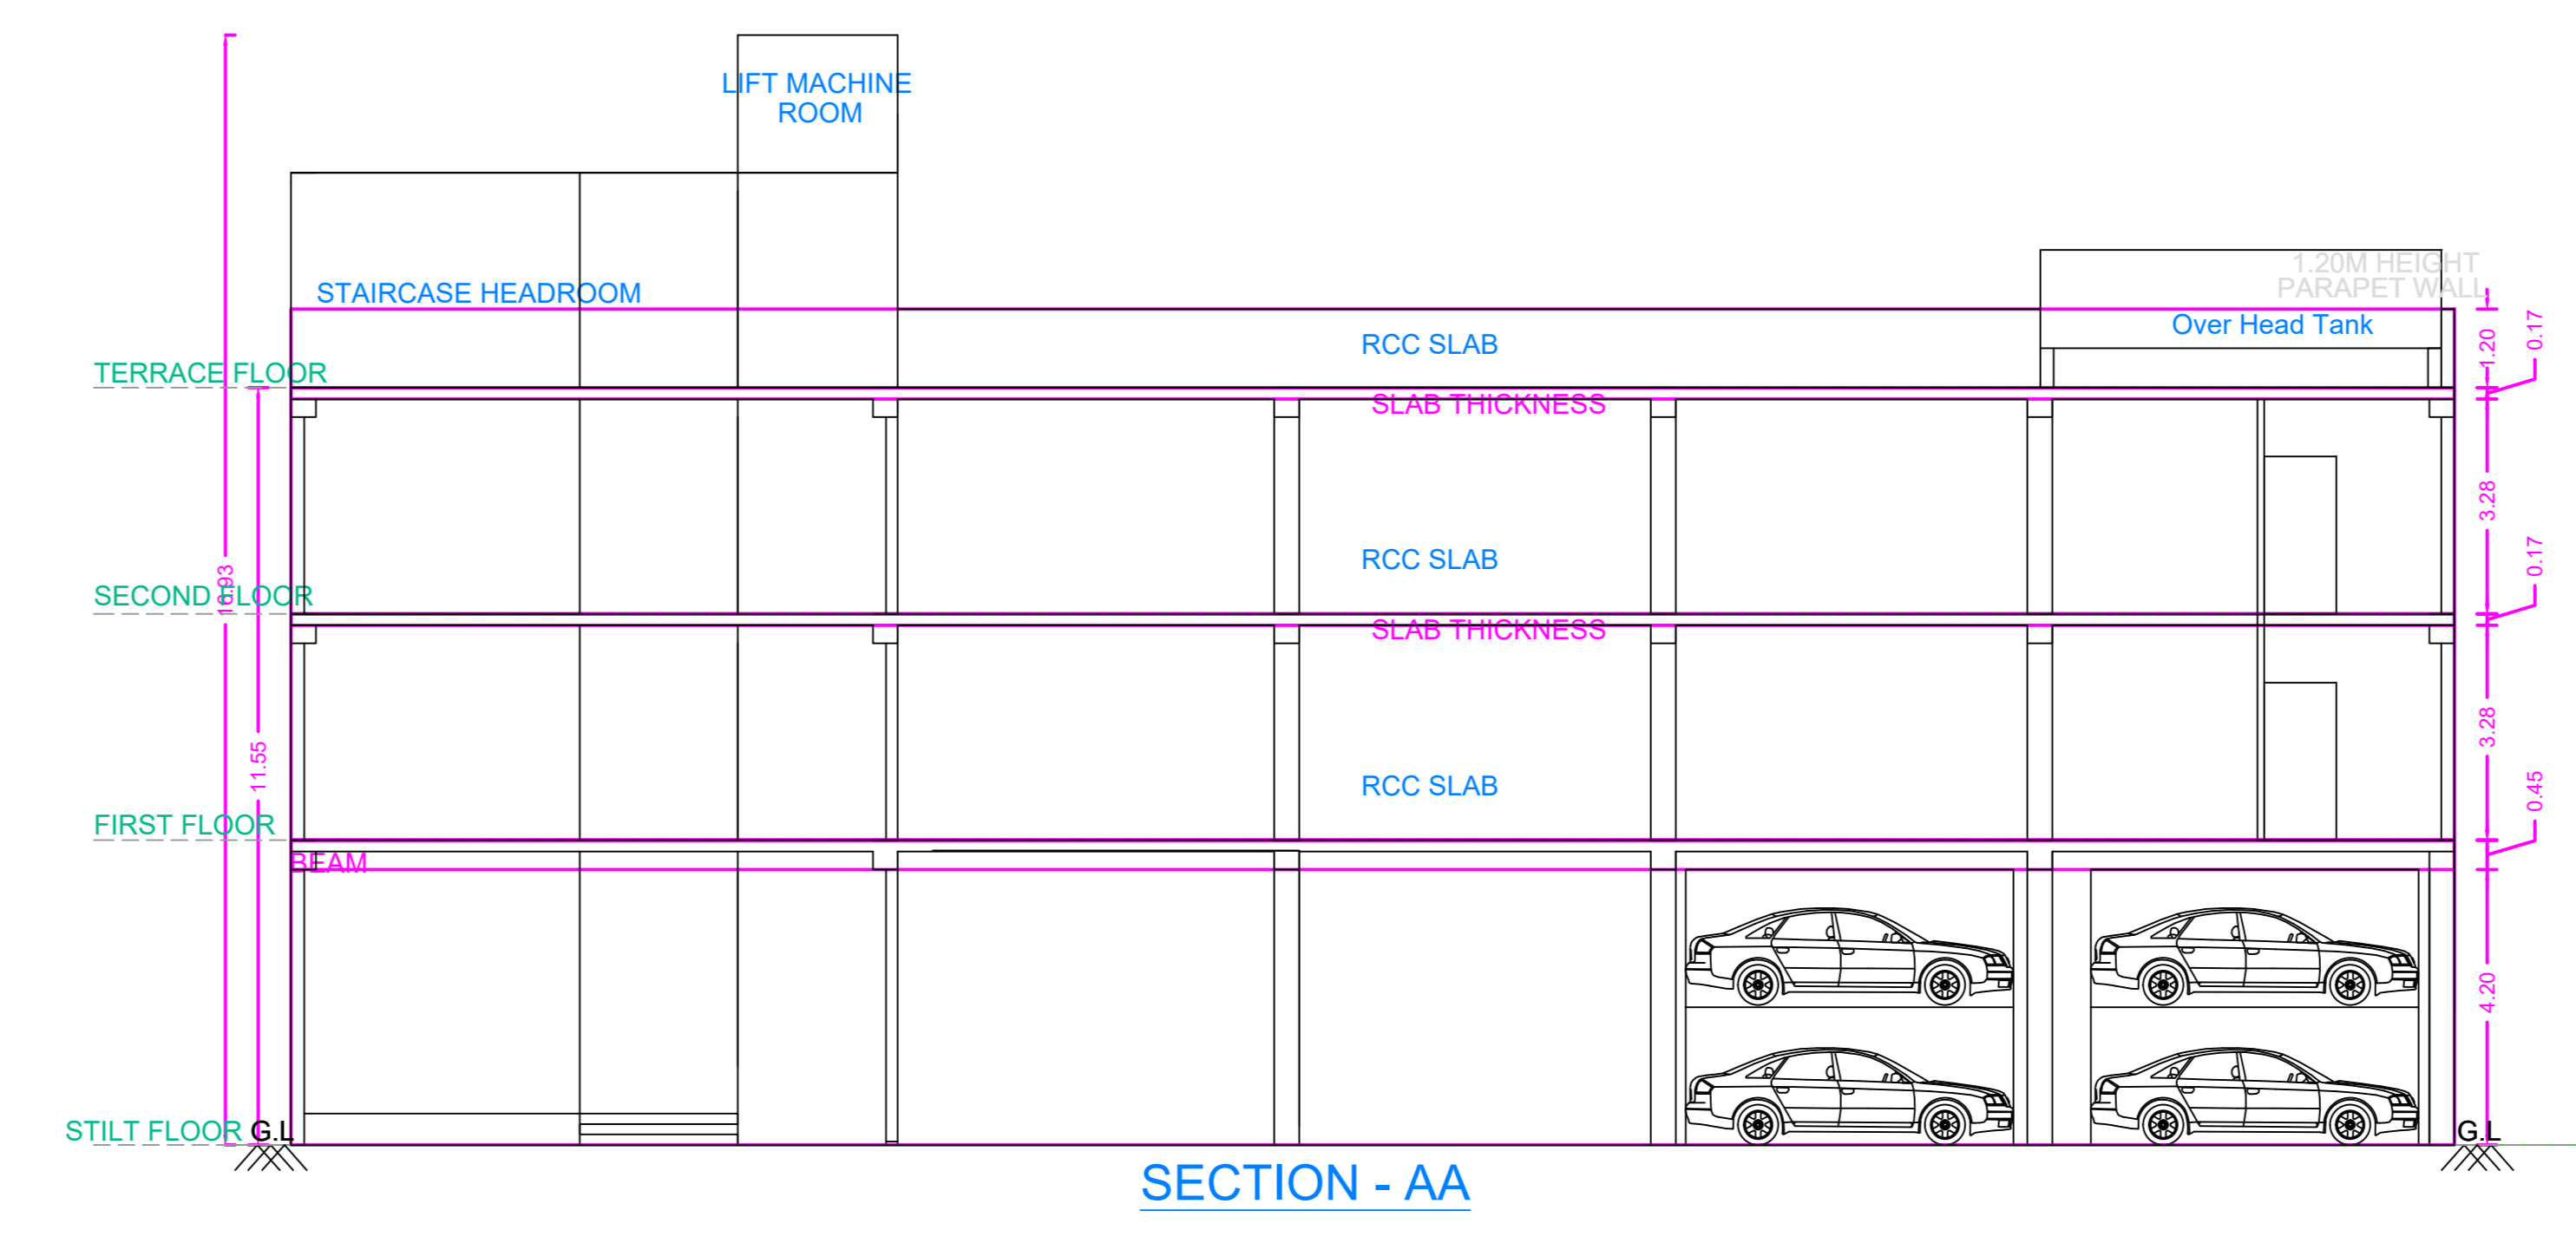 LIFT MACHINE
ROOM
1.20M HEIGHT
PARAPET WALL
STAIRCASE HEADROOM
Over Head Tank
0.17
1.20
RCC SLAB
TERRACE FLOOR
SLAB THICKNESS
3.28
RCC SLAB
0.17
16.93
SECOND FLOOR
SLAB THICKNESS
3.28
11.55
RCC SLAB
0.45
FIRST FLOOR
BEAM
4.20
STILT FLOOR
G.L
G.L
SECTION - AA